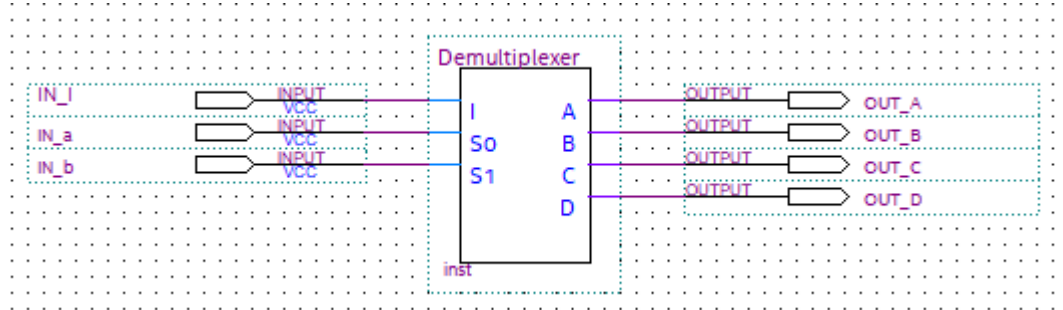 Demultiplexer
IN_I INPUT VCC I A OUTPUT OUT_A
IN_a INPUT VCC S0 B OUTPUT OUT_B
IN_b INPUT VCC S1 C OUTPUT OUT_C
D OUTPUT OUT_D
inst